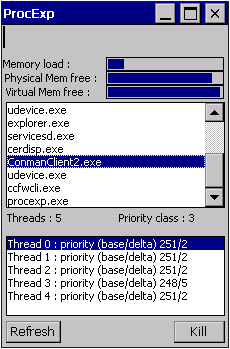 ProcExp
Memory load :
Physical Mem free :
Virtual Mem free :
udevice.exe
explorer.exe
servicesd.exe
cerdisp.exe
ConmanClient2.exe
udevice.exe
ccfwcli.exe
procexp.exe
Threads : 5 Priority class : 3
Thread 0 : priority (base/delta) 251/2
Thread 1 : priority (base/delta) 251/2
Thread 2 : priority (base/delta) 251/2
Thread 3 : priority (base/delta) 248/5
Thread 4 : priority (base/delta) 251/2
Refresh Kill